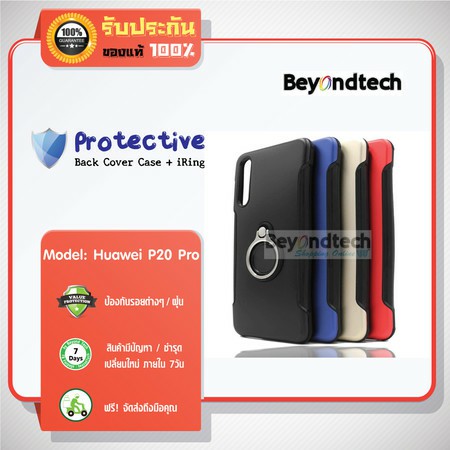 รับประกัน
ของแท้ 100%
100%
GUARANTEE
Beyondtech
Protective
Back Cover Case + iRing
Model: Huawei P20 Pro
Beyondtech
VALUE
PROTECTION
ป้องกันรอยต่างๆ / ฝุ่น
7
Days
สินค้ามีปัญหา / ชำรุด
เปลี่ยนใหม่ ภายใน 7วัน
ฟรี! จัดส่งถึงมือคุณ